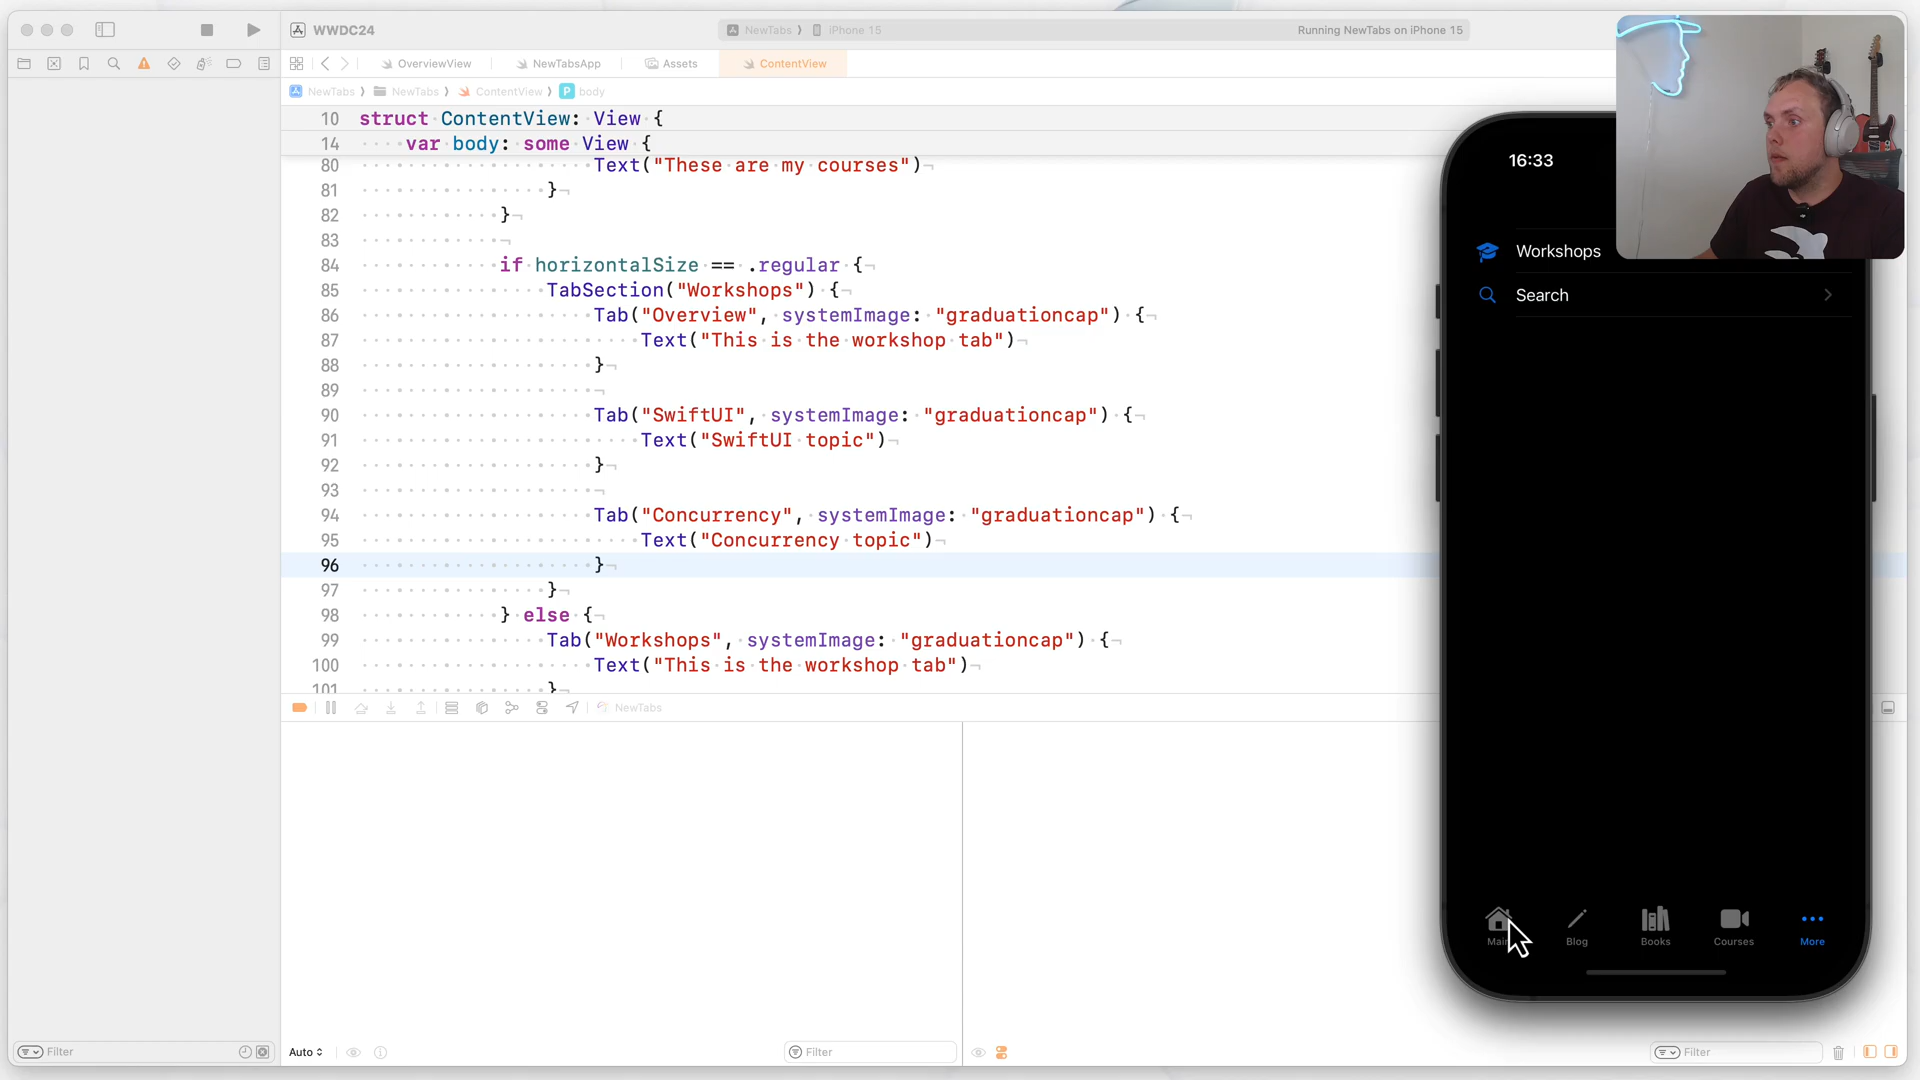 WWDC24
NewTabs 〉 iPhone 15
Running NewTabs on iPhone 15
OverviewView
NewTabsApp
Assets
ContentView
NewTabs 〉 NewTabs 〉 ContentView 〉 P body
10 struct ContentView: View {
14 var body: some View {
80 Text("These are my courses")
81 }
82 }
83
84 if horizontalSize == .regular {
85 TabSection("Workshops") {
86 Tab("Overview", systemImage: "graduationcap") {
87 Text("This is the workshop tab")
88 }
89
90 Tab("SwiftUI", systemImage: "graduationcap") {
91 Text("SwiftUI topic")
92 }
93
94 Tab("Concurrency", systemImage: "graduationcap") {
95 Text("Concurrency topic")
96 }
97 }
98 } else {
99 Tab("Workshops", systemImage: "graduationcap") {
100 Text("This is the workshop tab")
101 }
NewTabs
Filter
Auto
Filter
Filter
16:33
Workshops
Search
Main
Blog
Books
Courses
More